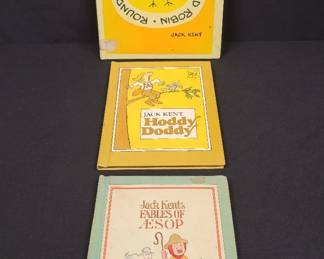 D ROBIN • ROUND
JACK KENT
JACK KENT
Hoddy
Doddy
Jack Kent's
FABLES OF
ÆSOP